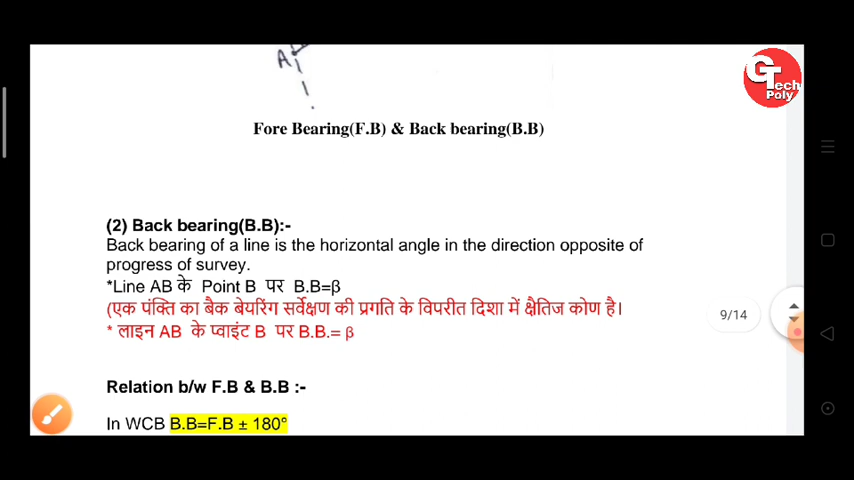 A
G
Tech
Poly
Fore Bearing(F.B) & Back bearing(B.B)
(2) Back bearing(B.B):-
Back bearing of a line is the horizontal angle in the direction opposite of
progress of survey.
*Line AB के Point B पर B.B=β
(एक पंक्ति का बैक बेयरिंग सर्वेक्षण की प्रगति के विपरीत दिशा में क्षैतिज कोण है।
* लाइन AB के प्वाइंट B पर B.B.= β
9/14
Relation b/w F.B & B.B :-
In WCB B.B=F.B ± 180°